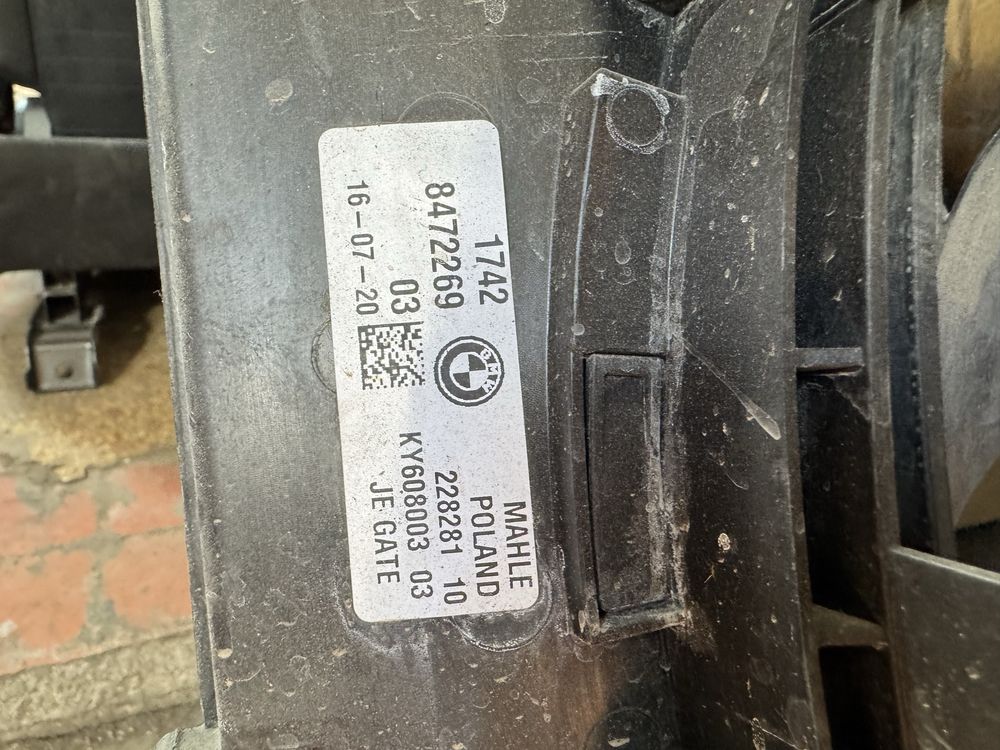 1742
8472269
03
16-07-20
BMW
MAHLE
POLAND
228281 10
KY608003 03
JE GATE